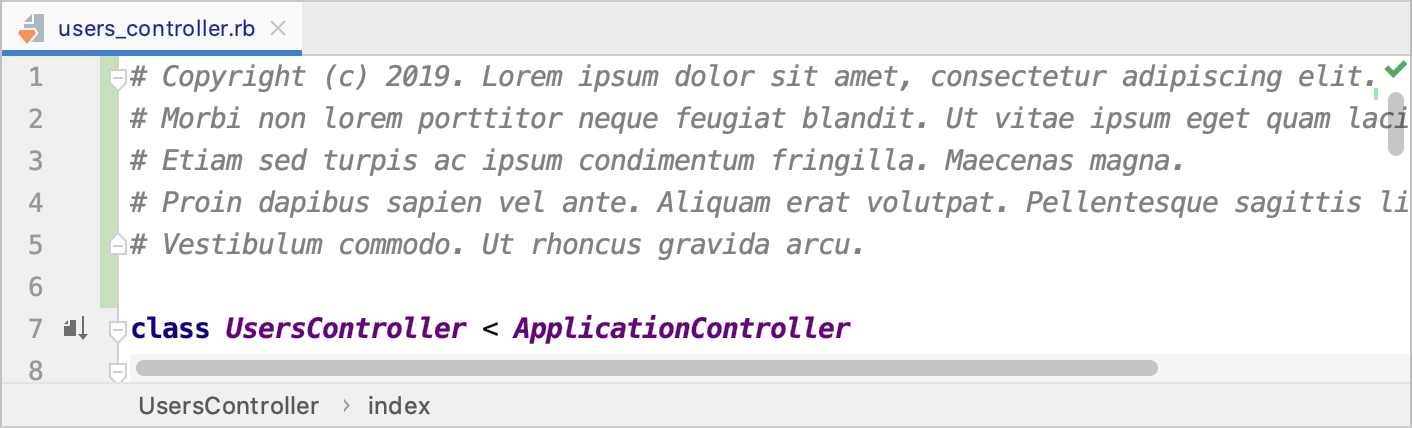 users_controller.rb
1 # Copyright (c) 2019. Lorem ipsum dolor sit amet, consectetur adipiscing elit.
2 # Morbi non lorem porttitor neque feugiat blandit. Ut vitae ipsum eget quam laci
3 # Etiam sed turpis ac ipsum condimentum fringilla. Maecenas magna.
4 # Proin dapibus sapien vel ante. Aliquam erat volutpat. Pellentesque sagittis li
5 # Vestibulum commodo. Ut rhoncus gravida arcu.
6
7 class UsersController < ApplicationController
8
UsersController › index